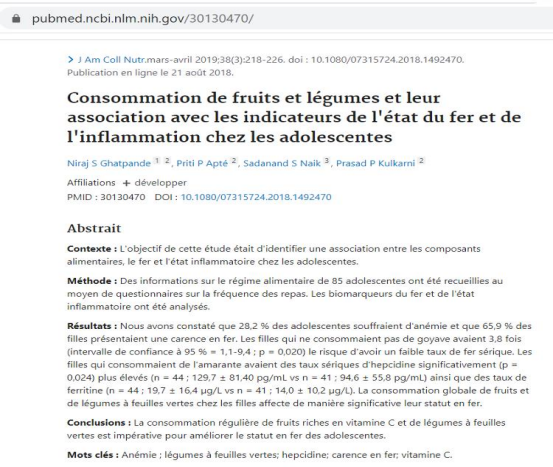 pubmed.ncbi.nlm.nih.gov/30130470/
> J Am Coll Nutr.mars-avril 2019;38(3):218-226. doi : 10.1080/07315724.2018.1492470.
Publication en ligne le 21 août 2018.
Consommation de fruits et légumes et leur
association avec les indicateurs de l'état du fer et de
l'inflammation chez les adolescentes
Niraj S Ghatpande 1 2, Priti P Apté 2, Sadanand S Naik 3, Prasad P Kulkarni 2
Affiliations + développer
PMID : 30130470 DOI : 10.1080/07315724.2018.1492470
Abstrait
Contexte : L'objectif de cette étude était d'identifier une association entre les composants
alimentaires, le fer et l'état inflammatoire chez les adolescentes.
Méthode : Des informations sur le régime alimentaire de 85 adolescentes ont été recueillies au
moyen de questionnaires sur la fréquence des repas. Les biomarqueurs du fer et de l'état
inflammatoire ont été analysés.
Résultats : Nous avons constaté que 28,2 % des adolescentes souffraient d'anémie et que 65,9 % des
filles présentaient une carence en fer. Les filles qui ne consommaient pas de goyave avaient 3,8 fois
(intervalle de confiance à 95 % = 1,1-9,4 ; p = 0,020) le risque d'avoir un faible taux de fer sérique. Les
filles qui consommaient de l'amarante avaient des taux sériques d'hepcidine significativement (p =
0,024) plus élevés (n = 44 ; 129,7 ± 81,40 pg/mL vs n = 41 ; 94,6 ± 55,8 pg/mL) ainsi que des taux de
ferritine (n = 44 ; 19,7 ± 16,4 µg/L vs n = 41 ; 14,0 ± 10,2 µg/L). La consommation globale de fruits et
de légumes à feuilles vertes chez les filles affecte de manière significative leur statut en fer.
Conclusions : La consommation régulière de fruits riches en vitamine C et de légumes à feuilles
vertes est impérative pour améliorer le statut en fer des adolescentes.
Mots clés : Anémie ; légumes à feuilles vertes; hepcidine; carence en fer; vitamine C.